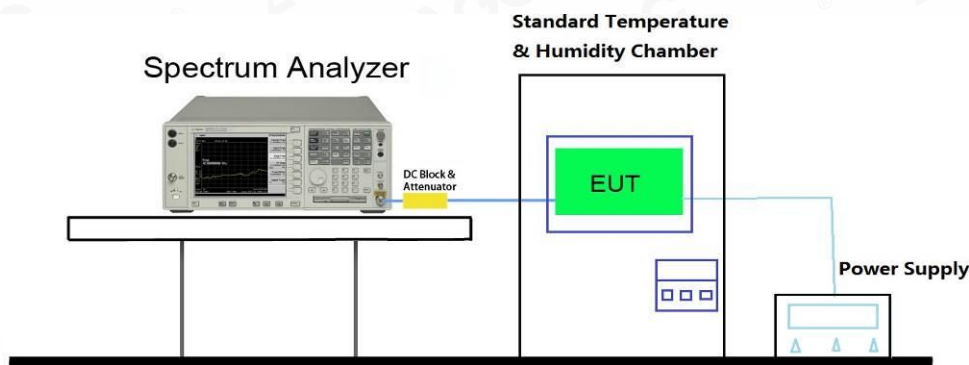 Standard Temperature
& Humidity Chamber
Spectrum Analyzer
DC Block &
Attenuator
EUT
Power Supply